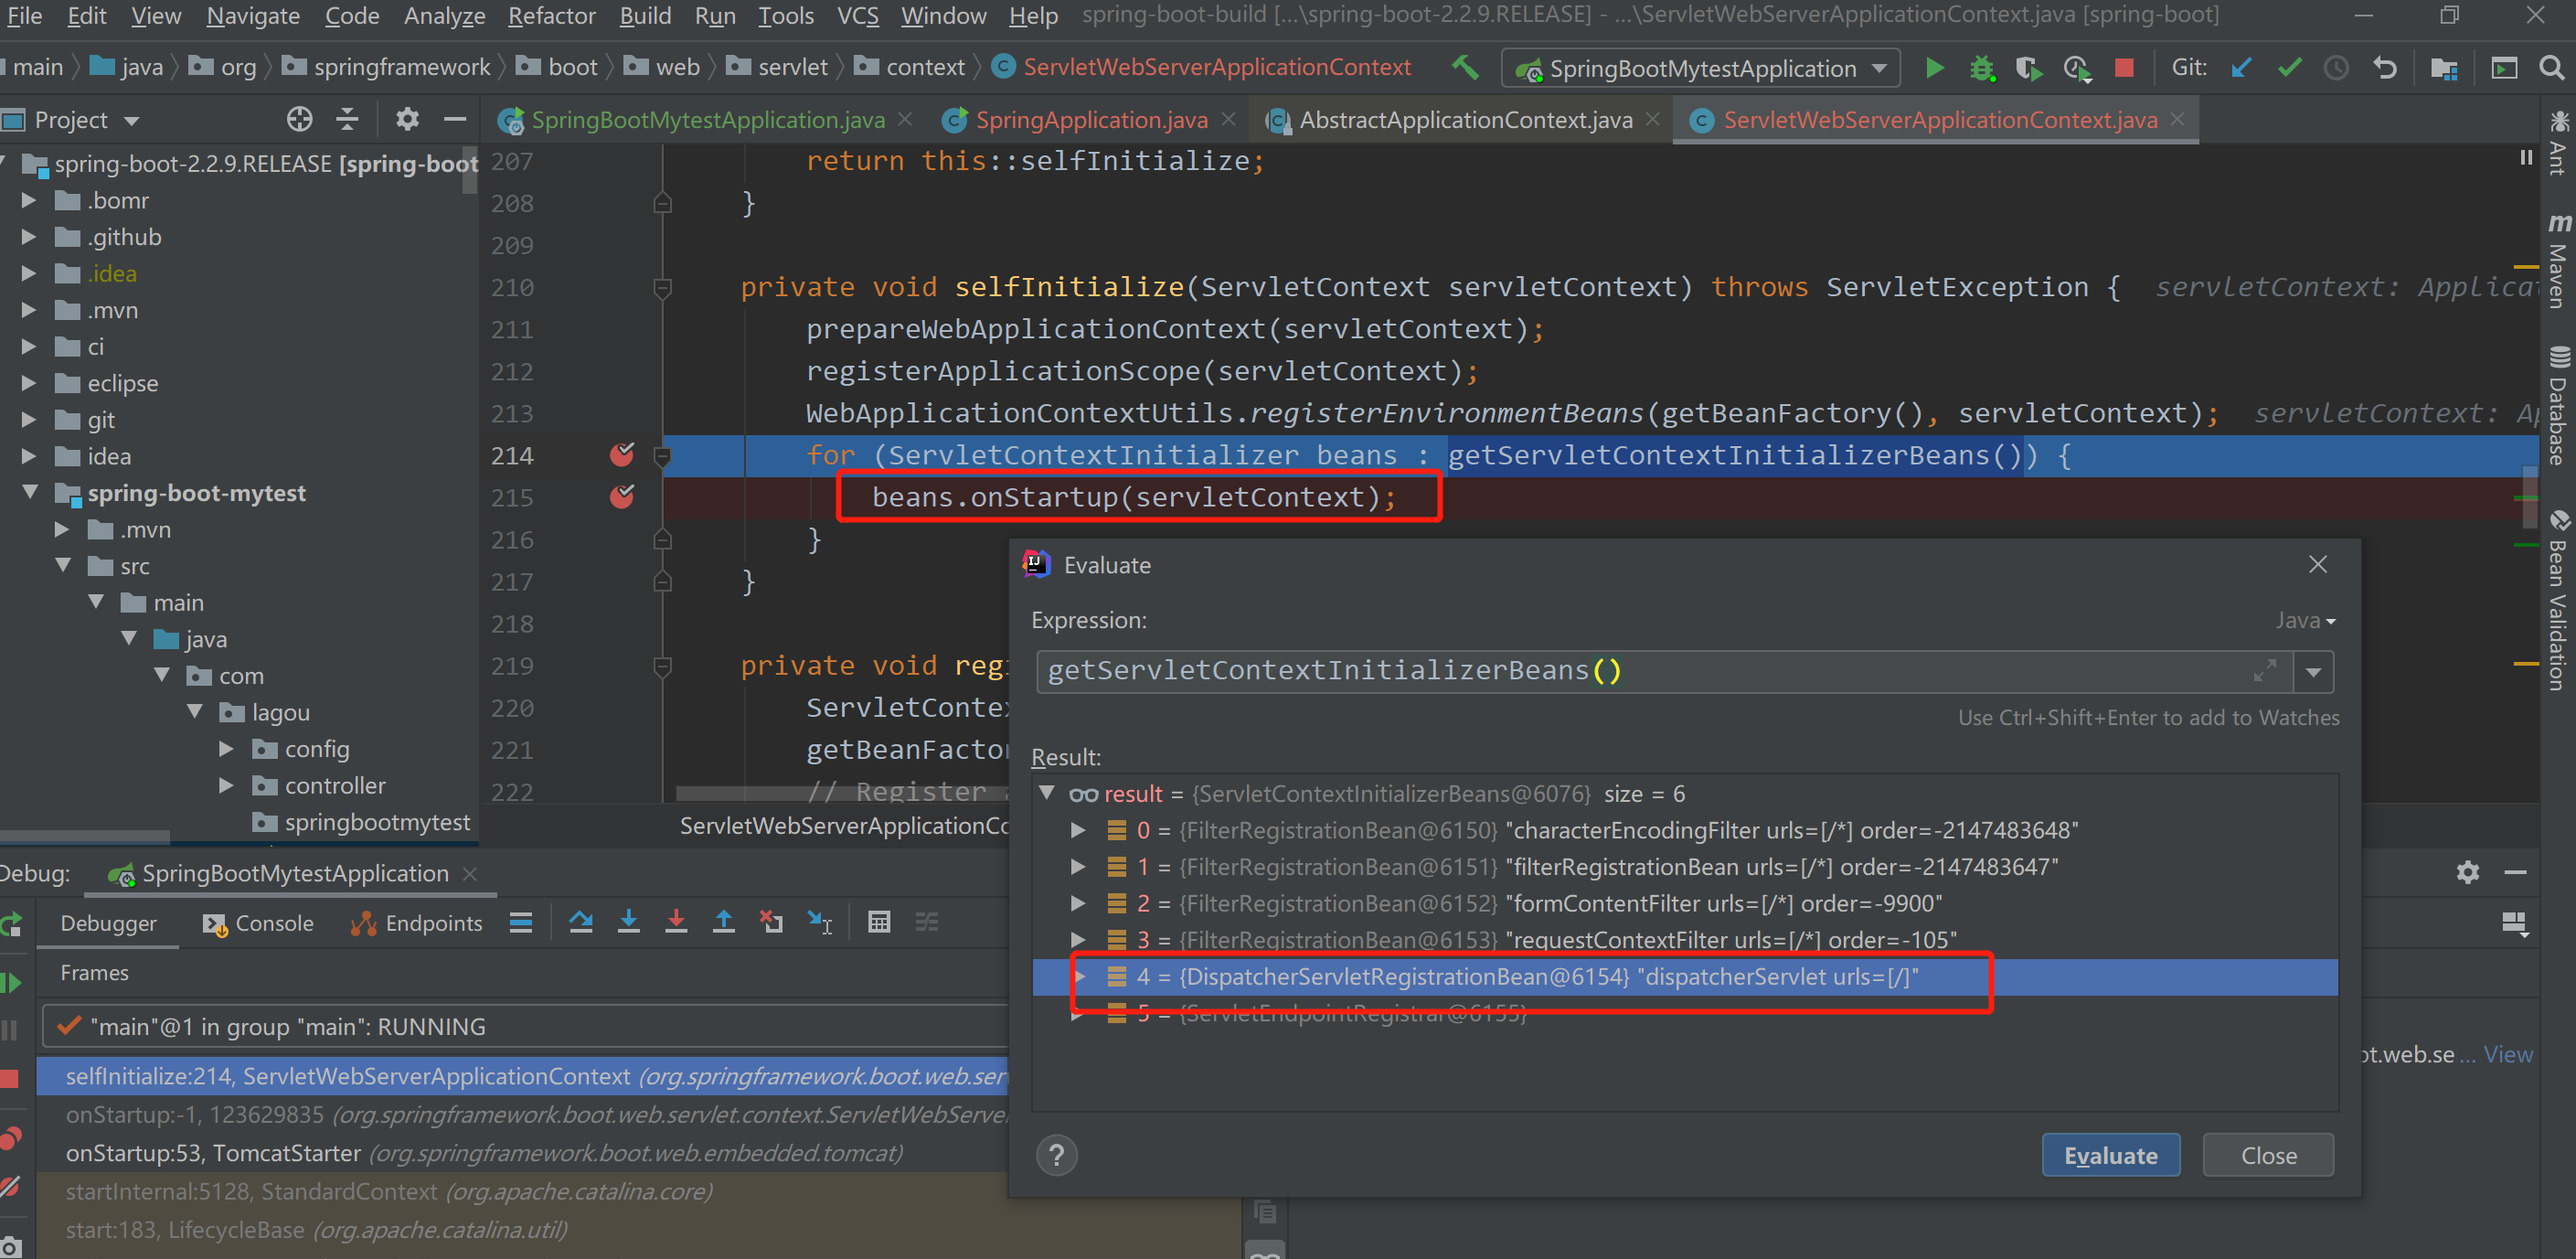 File Edit View Navigate Code Analyze Refactor Build Run Tools VCS Window Help spring-boot-build [...\spring-boot-2.2.9.RELEASE] - ...\ServletWebServerApplicationContext.java [spring-boot]
main java org springframework boot web servlet context ServletWebServerApplicationContext SpringBootMytestApplication Git:
Project
SpringBootMytestApplication.java SpringApplication.java AbstractApplicationContext.java ServletWebServerApplicationContext.java
spring-boot-2.2.9.RELEASE [spring-boot
.bomr
.github
.idea
.mvn
ci
eclipse
git
idea
spring-boot-mytest
.mvn
src
main
java
com
lagou
config
controller
springbootmytest
207 return this::selfInitialize;
208 }
209
210 private void selfInitialize(ServletContext servletContext) throws ServletException { servletContext: Applicat
211 prepareWebApplicationContext(servletContext);
212 registerApplicationScope(servletContext);
213 WebApplicationContextUtils.registerEnvironmentBeans(getBeanFactory(), servletContext); servletContext: Ap
214 for (ServletContextInitializer beans : getServletContextInitializerBeans()) {
215 beans.onStartup(servletContext);
216 }
217 }
218
219 private void reg
220 ServletConte
221 getBeanFacto
222 // Register
ServletWebServerApplicationCo
Ant
Maven
Database
Bean Validation
Evaluate
Expression:
Java
getServletContextInitializerBeans()
Use Ctrl+Shift+Enter to add to Watches
Result:
result = {ServletContextInitializerBeans@6076} size = 6
0 = {FilterRegistrationBean@6150} "characterEncodingFilter urls=[/*] order=-2147483648"
1 = {FilterRegistrationBean@6151} "filterRegistrationBean urls=[/*] order=-2147483647"
2 = {FilterRegistrationBean@6152} "formContentFilter urls=[/*] order=-9900"
3 = {FilterRegistrationBean@6153} "requestContextFilter urls=[/*] order=-105"
4 = {DispatcherServletRegistrationBean@6154} "dispatcherServlet urls=[/]"
5 = {ServletEndpointRegistrar@6155}
Evaluate Close
Debug: SpringBootMytestApplication
Debugger Console Endpoints
Frames
"main"@1 in group "main": RUNNING
selfInitialize:214, ServletWebServerApplicationContext (org.springframework.boot.web.ser
onStartup:-1, 123629835 (org.springframework.boot.web.servlet.context.ServletWebServer
onStartup:53, TomcatStarter (org.springframework.boot.web.embedded.tomcat)
startInternal:5128, StandardContext (org.apache.catalina.core)
start:183, LifecycleBase (org.apache.catalina.util)
ot.web.se ... View